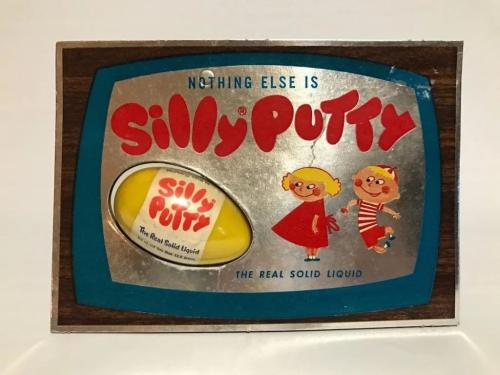 NOTHING ELSE IS
Silly® PUTTY
Silly
PUTTY
The Real Solid Liquid
THE REAL SOLID LIQUID